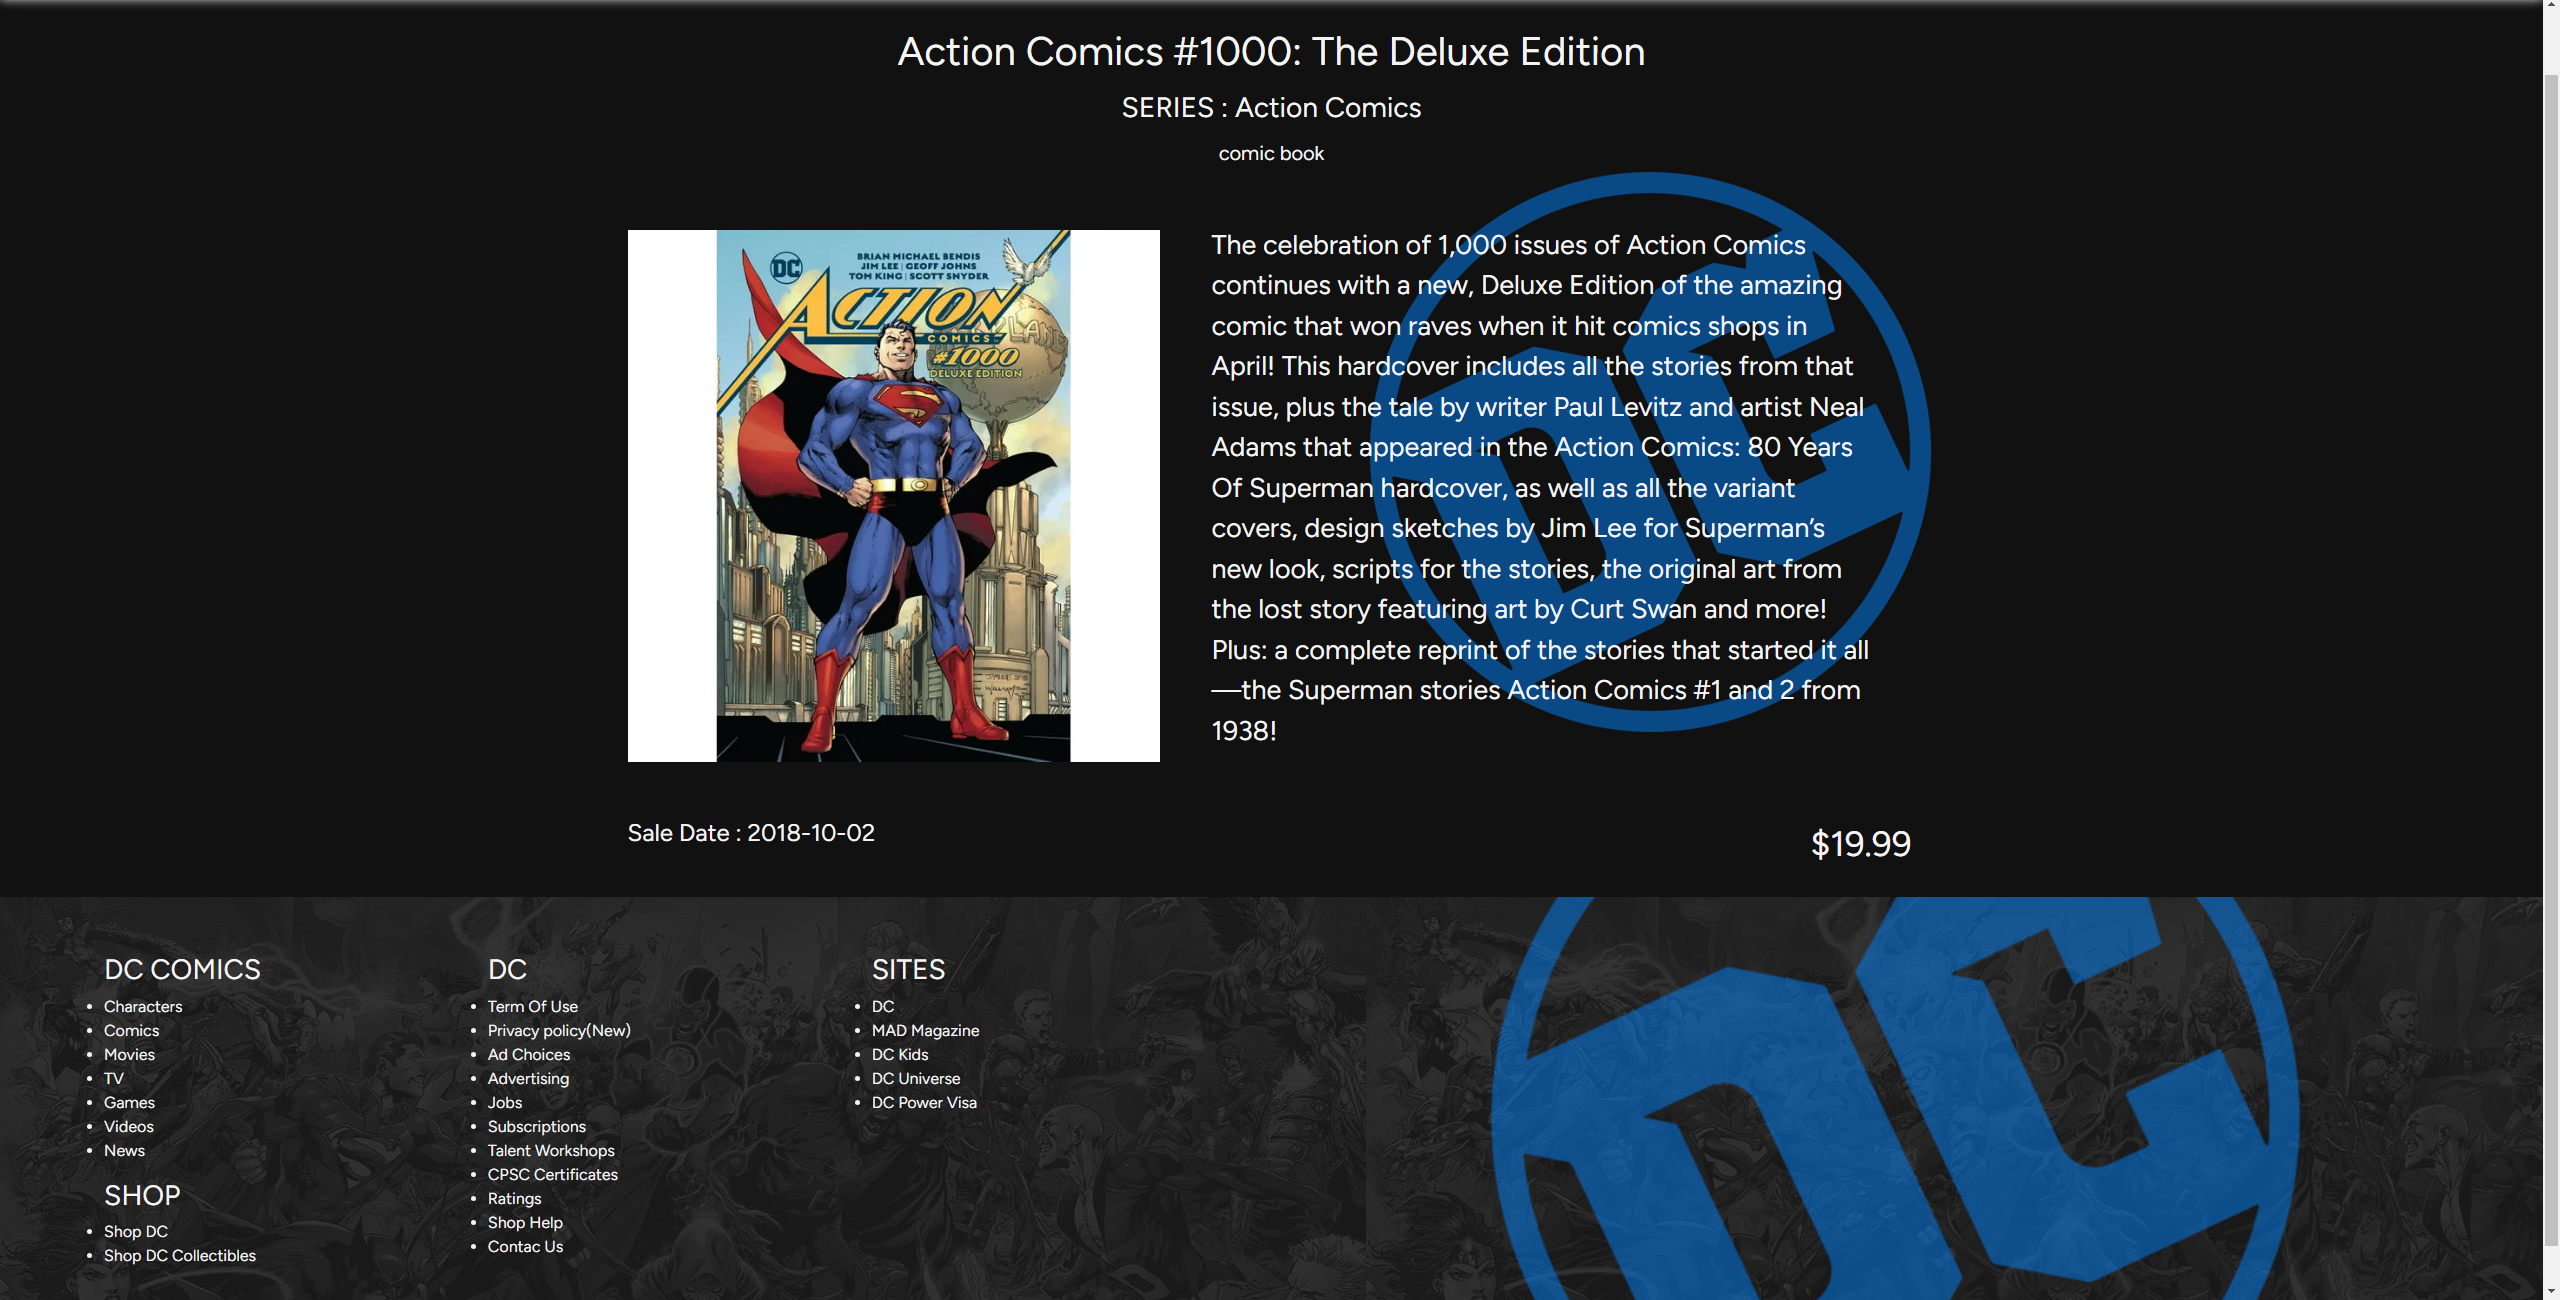 Action Comics #1000: The Deluxe Edition
SERIES : Action Comics
comic book
DC
BRIAN MICHAEL BENDIS
JIM LEE | GEOFF JOHNS
TOM KING | SCOTT SNYDER
ACTION
COMICS
#1000
DELUXE EDITION
The celebration of 1,000 issues of Action Comics
continues with a new, Deluxe Edition of the amazing
comic that won raves when it hit comics shops in
April! This hardcover includes all the stories from that
issue, plus the tale by writer Paul Levitz and artist Neal
Adams that appeared in the Action Comics: 80 Years
Of Superman hardcover, as well as all the variant
covers, design sketches by Jim Lee for Superman’s
new look, scripts for the stories, the original art from
the lost story featuring art by Curt Swan and more!
Plus: a complete reprint of the stories that started it all
—the Superman stories Action Comics #1 and 2 from
1938!
DC
Sale Date : 2018-10-02
$19.99
DC COMICS
Characters
Comics
Movies
TV
Games
Videos
News
SHOP
Shop DC
Shop DC Collectibles
DC
Term Of Use
Privacy policy(New)
Ad Choices
Advertising
Jobs
Subscriptions
Talent Workshops
CPSC Certificates
Ratings
Shop Help
Contac Us
SITES
DC
MAD Magazine
DC Kids
DC Universe
DC Power Visa
DC